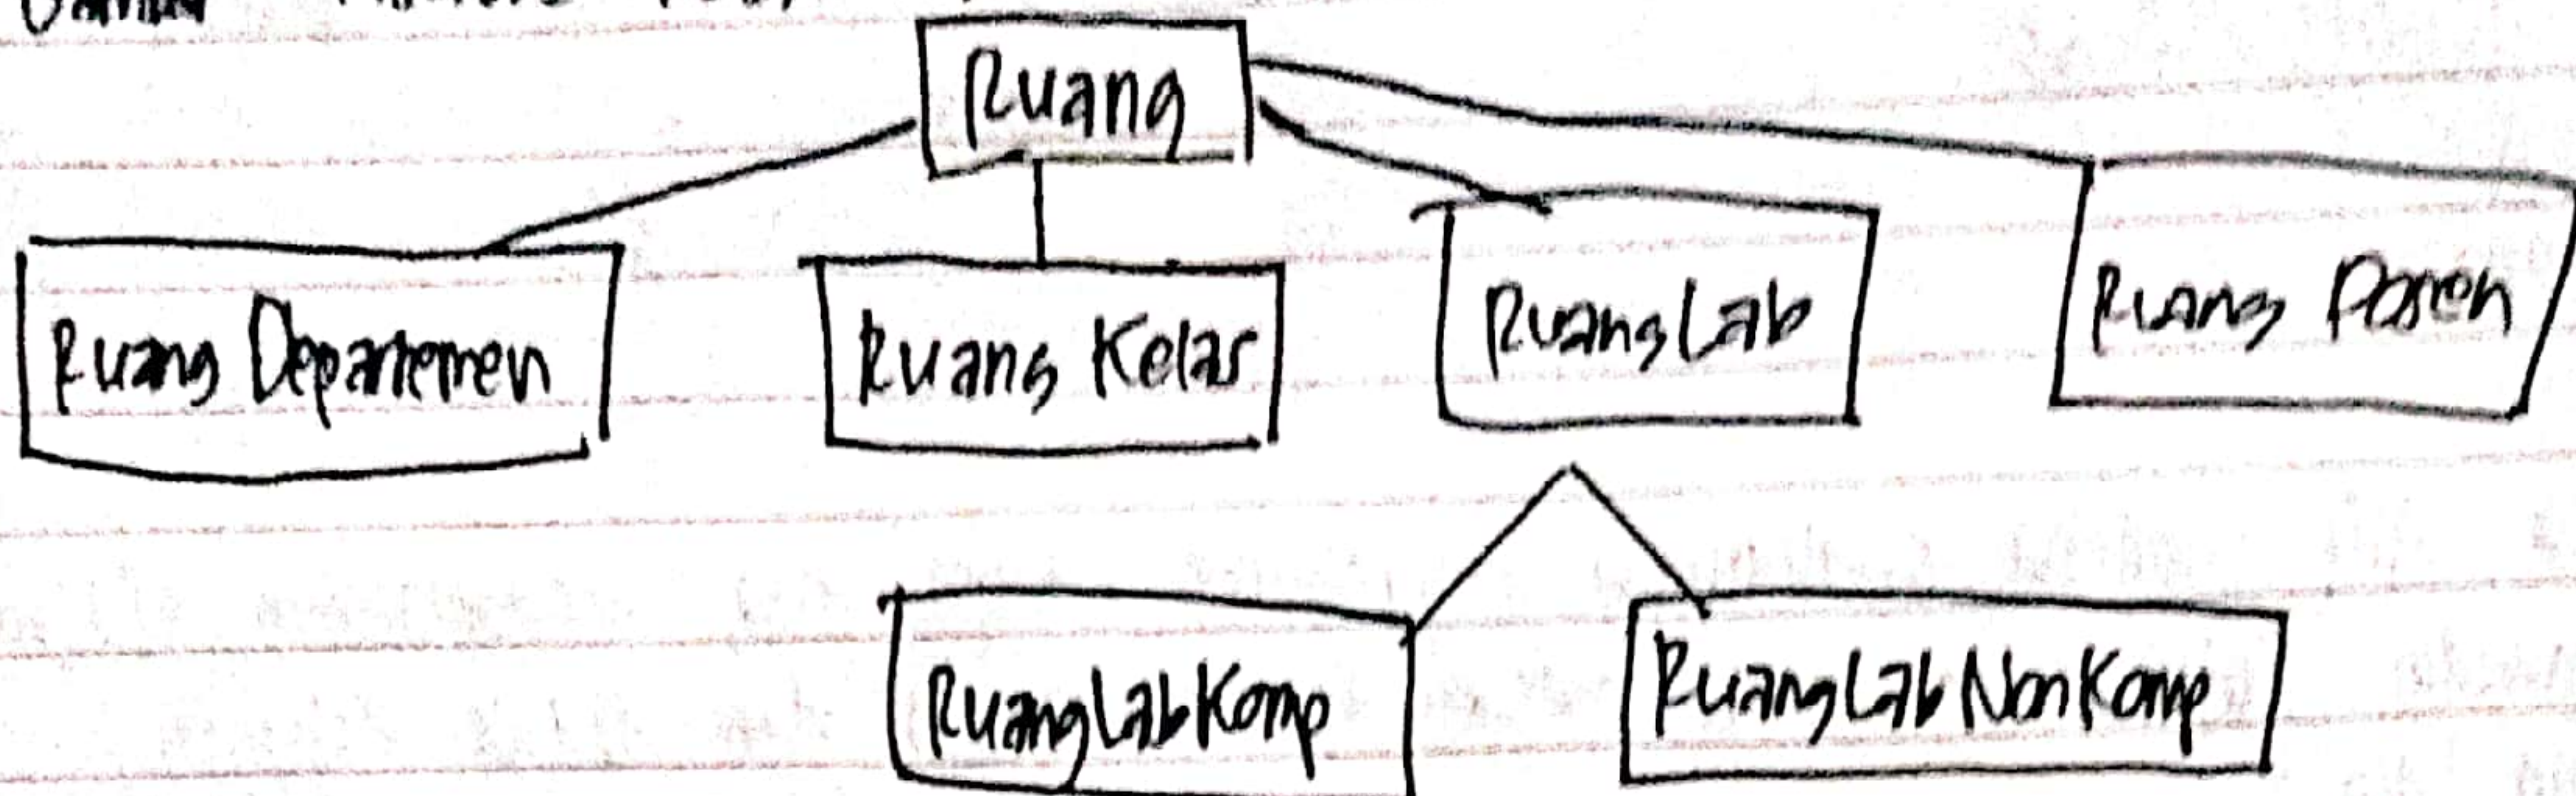 Ruang
Ruang Departemen
Ruang Kelas
Ruang Lab
Ruang Dosen
RuangLabKomp
RuangLabNonKomp